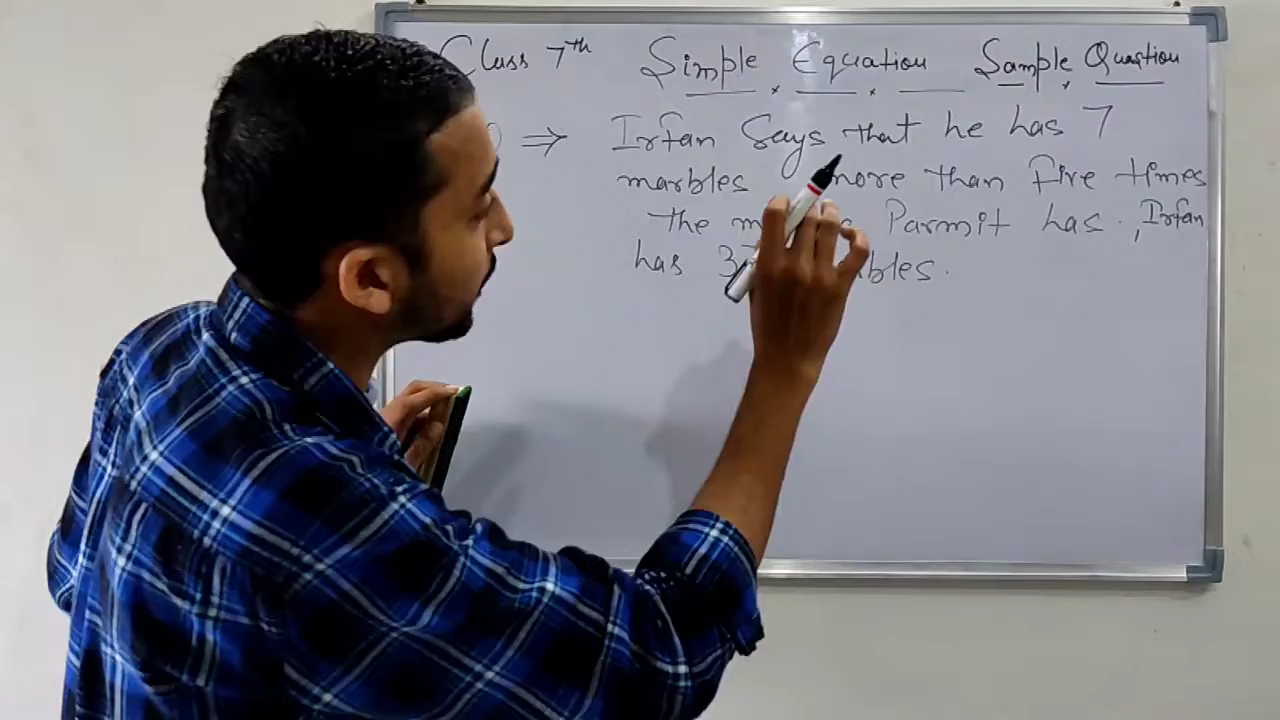 Class 7th Simple Equation Sample Question
⇒ Irfan Says that he has 7
marbles more than five times
the Parmit has., Irfan
has